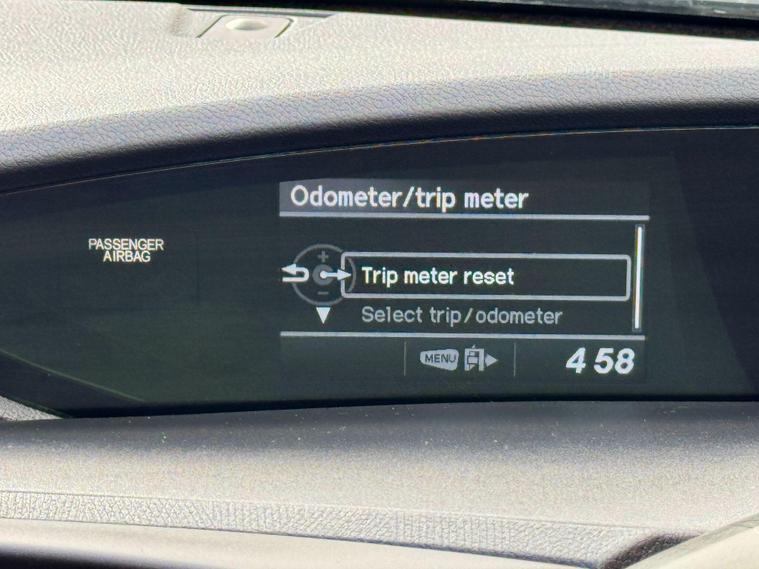 Odometer/trip meter
PASSENGER
AIRBAG
+
Trip meter reset
-
Select trip/odometer
MENU
4 58